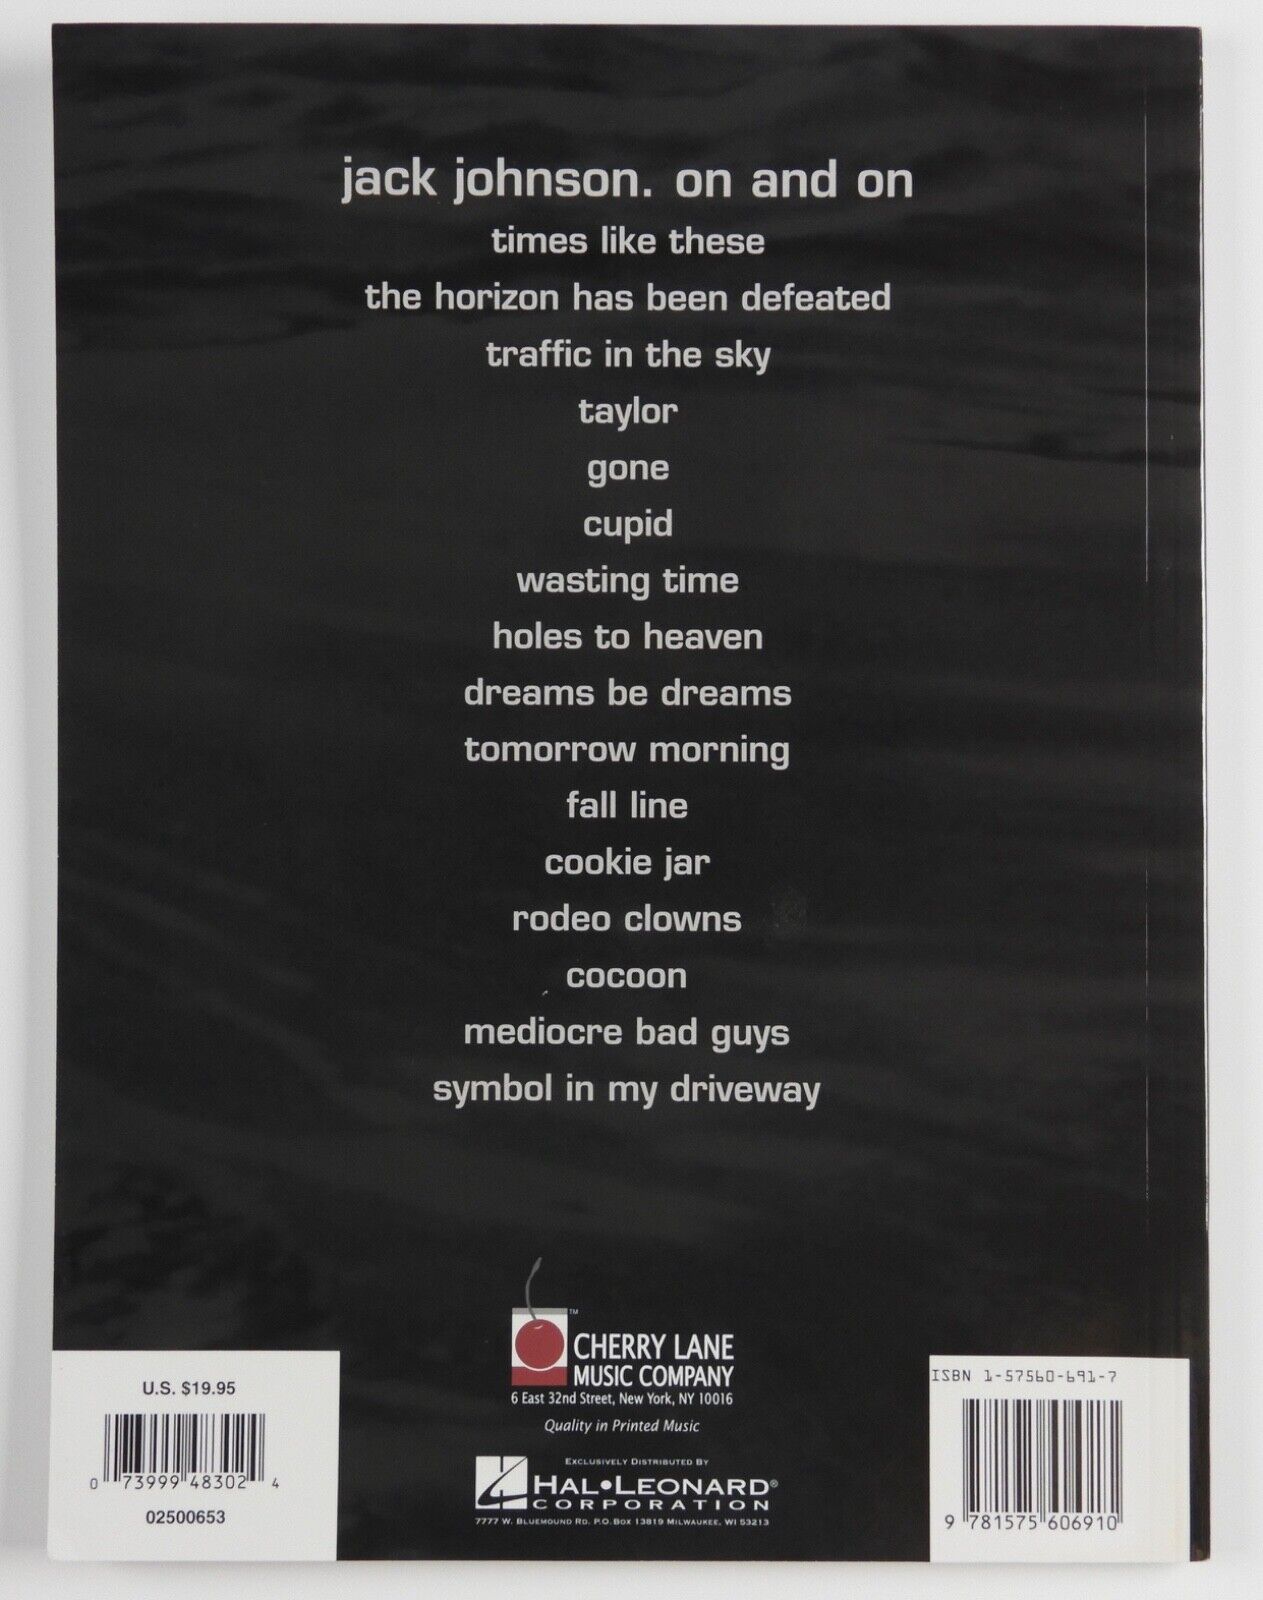 jack johnson. on and on
times like these
the horizon has been defeated
traffic in the sky
taylor
gone
cupid
wasting time
holes to heaven
dreams be dreams
tomorrow morning
fall line
cookie jar
rodeo clowns
cocoon
mediocre bad guys
symbol in my driveway
TM
CHERRY LANE
MUSIC COMPANY
6 East 32nd Street, New York, NY 10016
Quality in Printed Music
EXCLUSIVELY DISTRIBUTED BY
HAL•LEONARD®
CORPORATION
7777 W. BLUEMOUND RD. P.O. BOX 13819 MILWAUKEE, WI 53213
U.S. $19.95
0 73999 48302 4
02500653
ISBN 1-57560-691-7
9 781575 606910